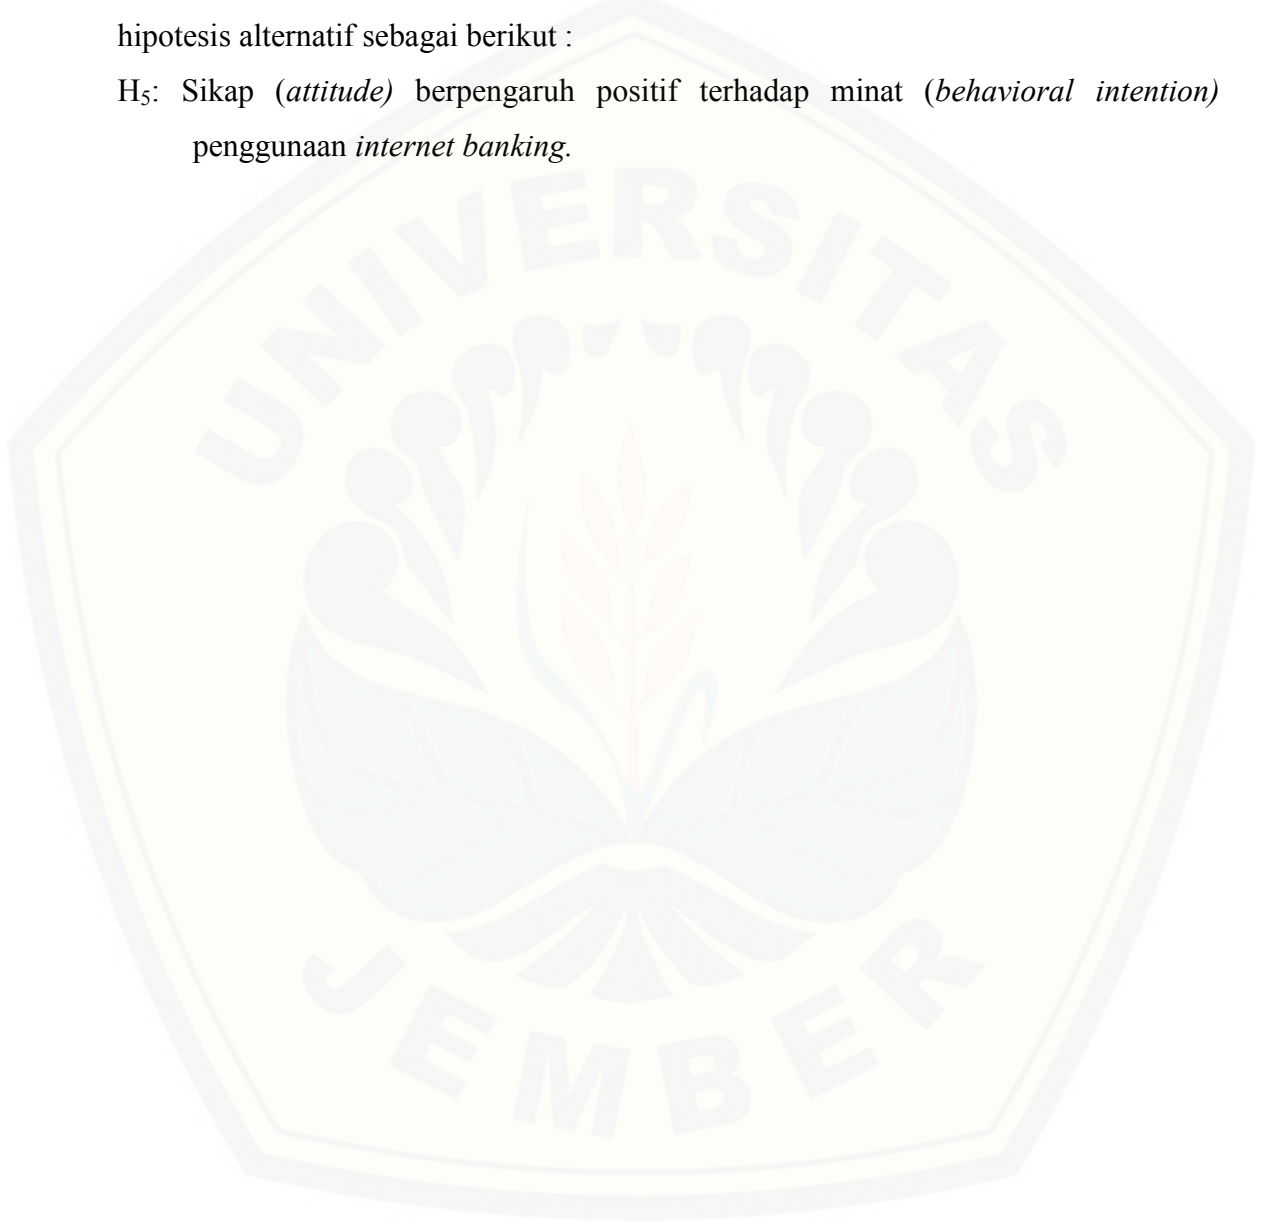 hipotesis alternatif sebagai berikut :
H₅: Sikap (attitude) berpengaruh positif terhadap minat (behavioral intention)
penggunaan internet banking.
UNIVERSITAS
JEMBER